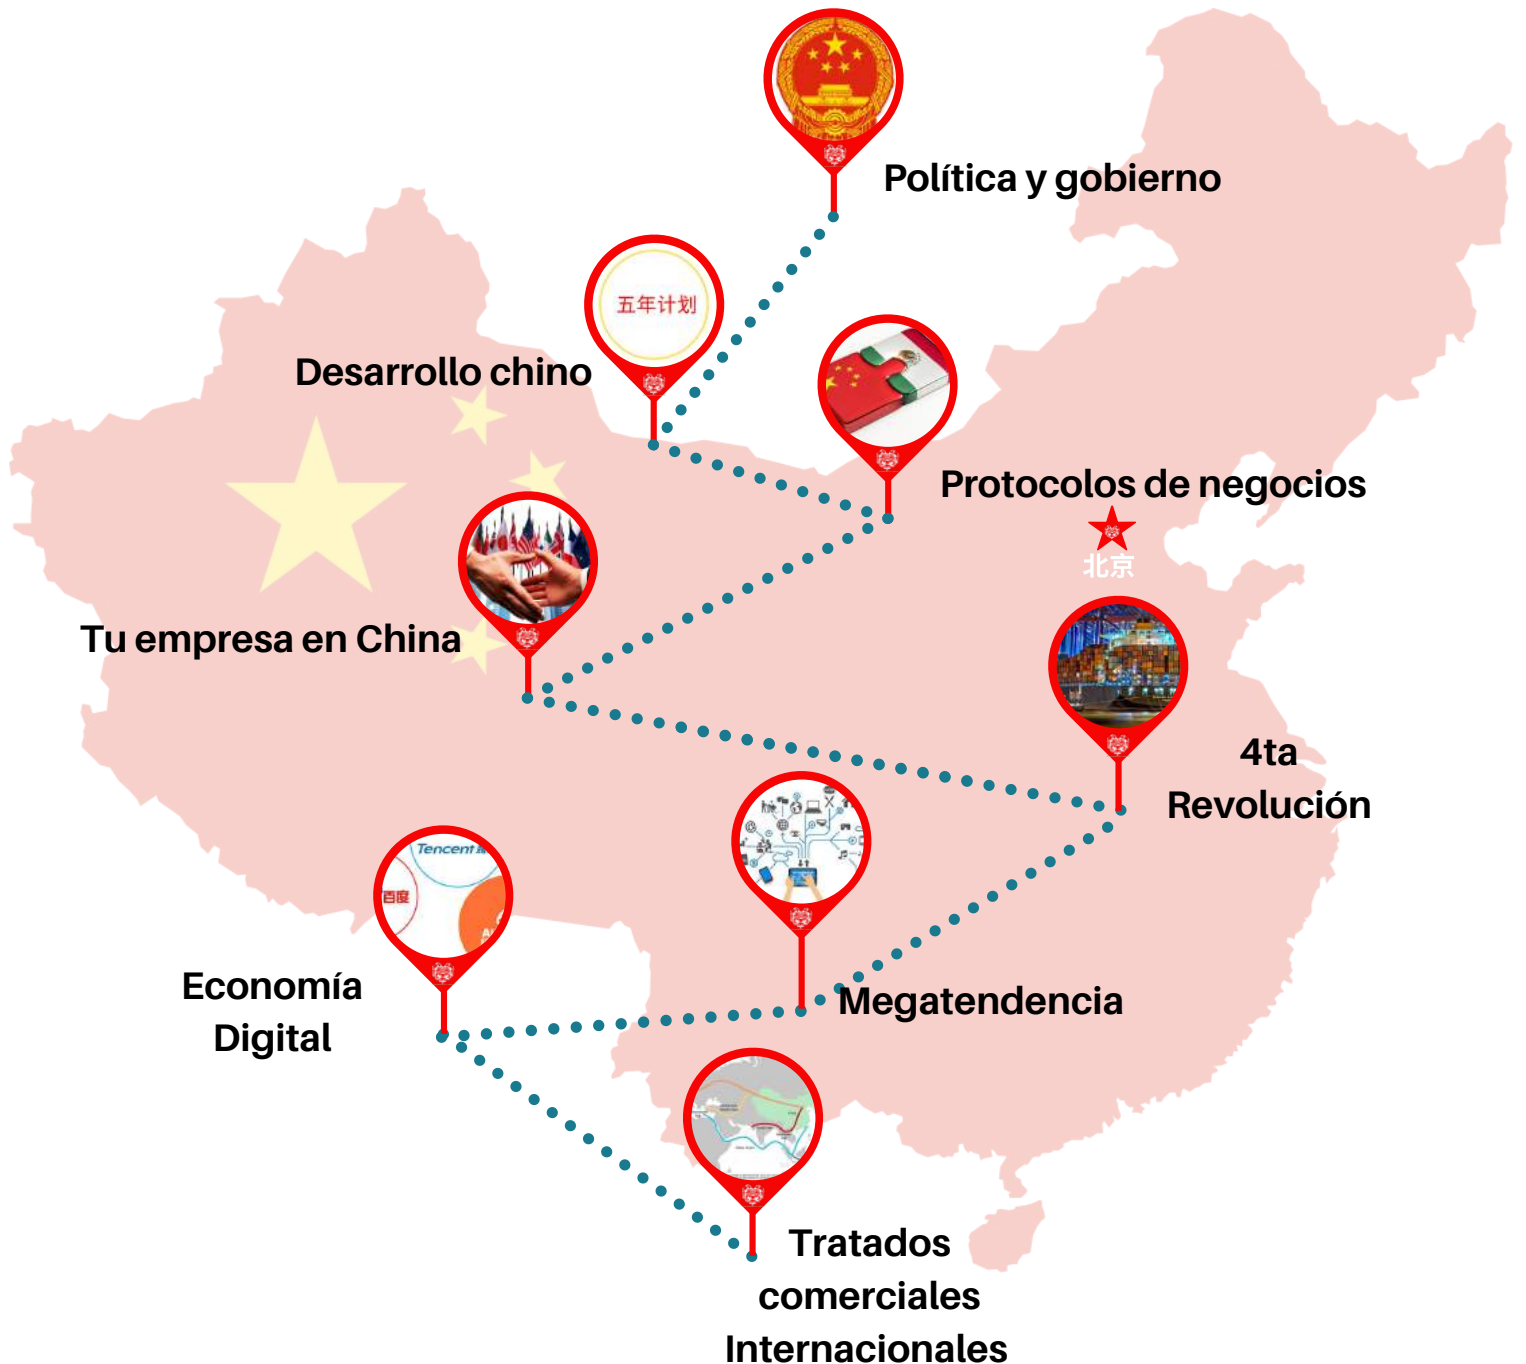 Política y gobierno
五年计划
Desarrollo chino
Protocolos de negocios
北京
Tu empresa en China
4ta
Revolución
Megatendencia
Tencent
百度
Economía
Digital
Tratados
comerciales
Internacionales